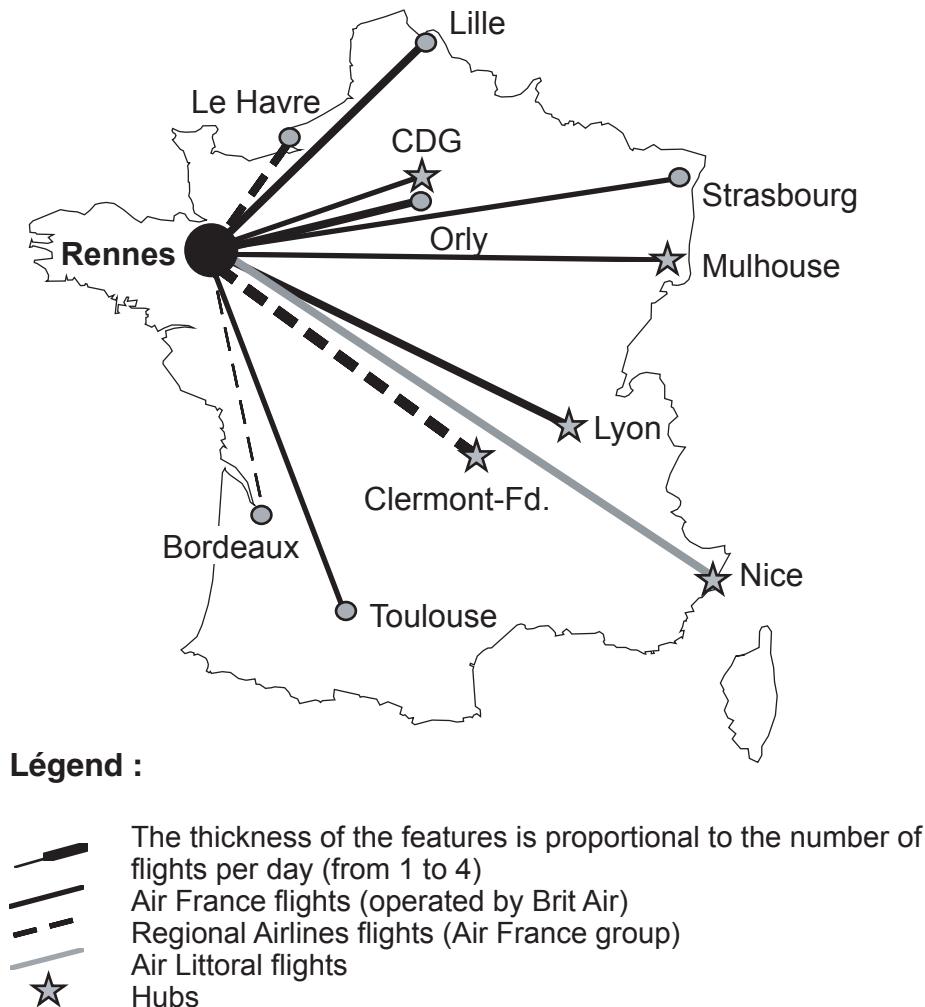 Lille
Le Havre
CDG
Strasbourg
Orly
Rennes
Mulhouse
Lyon
Clermont-Fd.
Bordeaux
Nice
Toulouse
Légend :
The thickness of the features is proportional to the number of
flights per day (from 1 to 4)
Air France flights (operated by Brit Air)
Regional Airlines flights (Air France group)
Air Littoral flights
Hubs